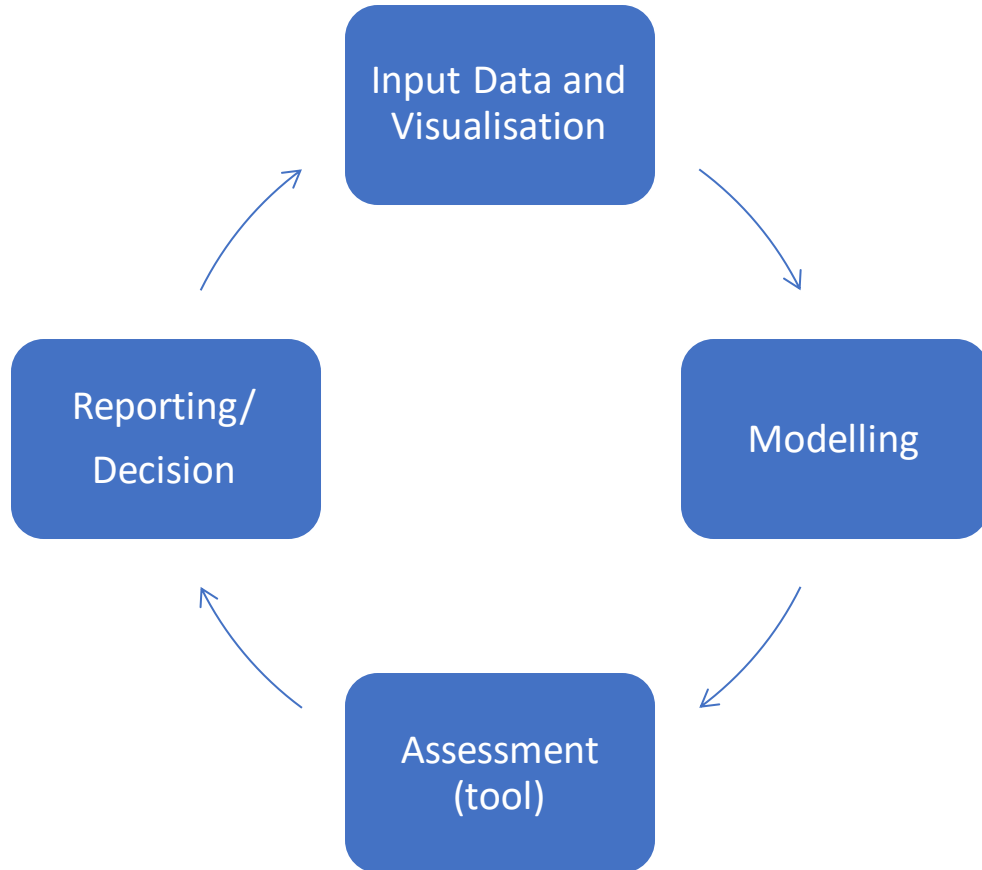 Input Data and
Visualisation
Reporting/
Decision
Modelling
Assessment
(tool)